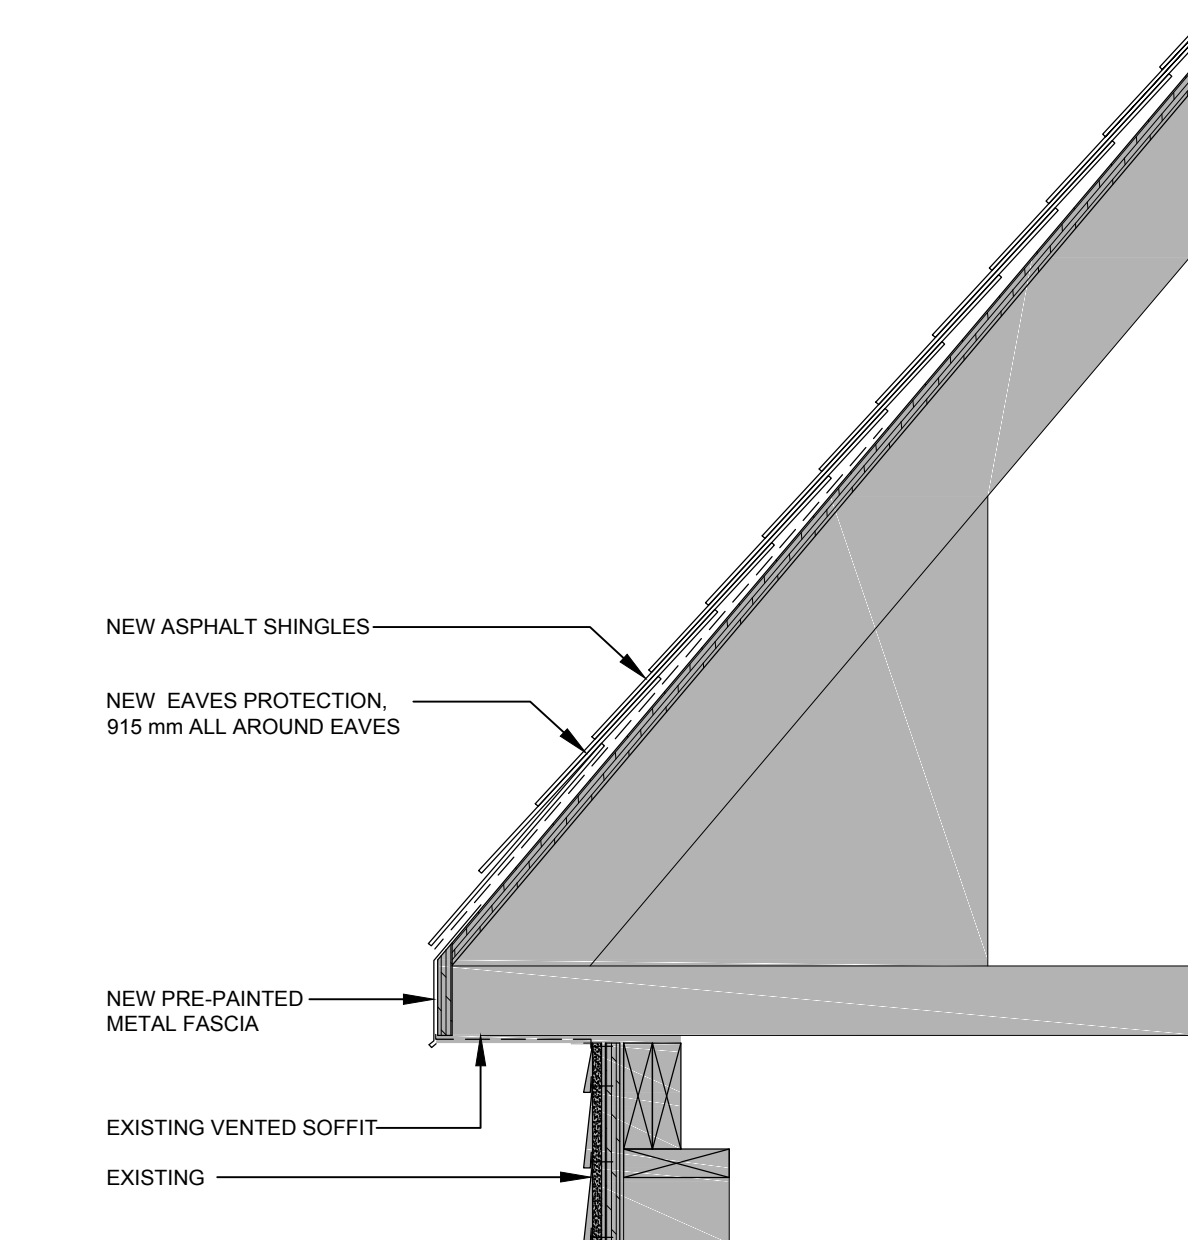 NEW ASPHALT SHINGLES
NEW EAVES PROTECTION,
915 mm ALL AROUND EAVES
NEW PRE-PAINTED
METAL FASCIA
EXISTING VENTED SOFFIT
EXISTING